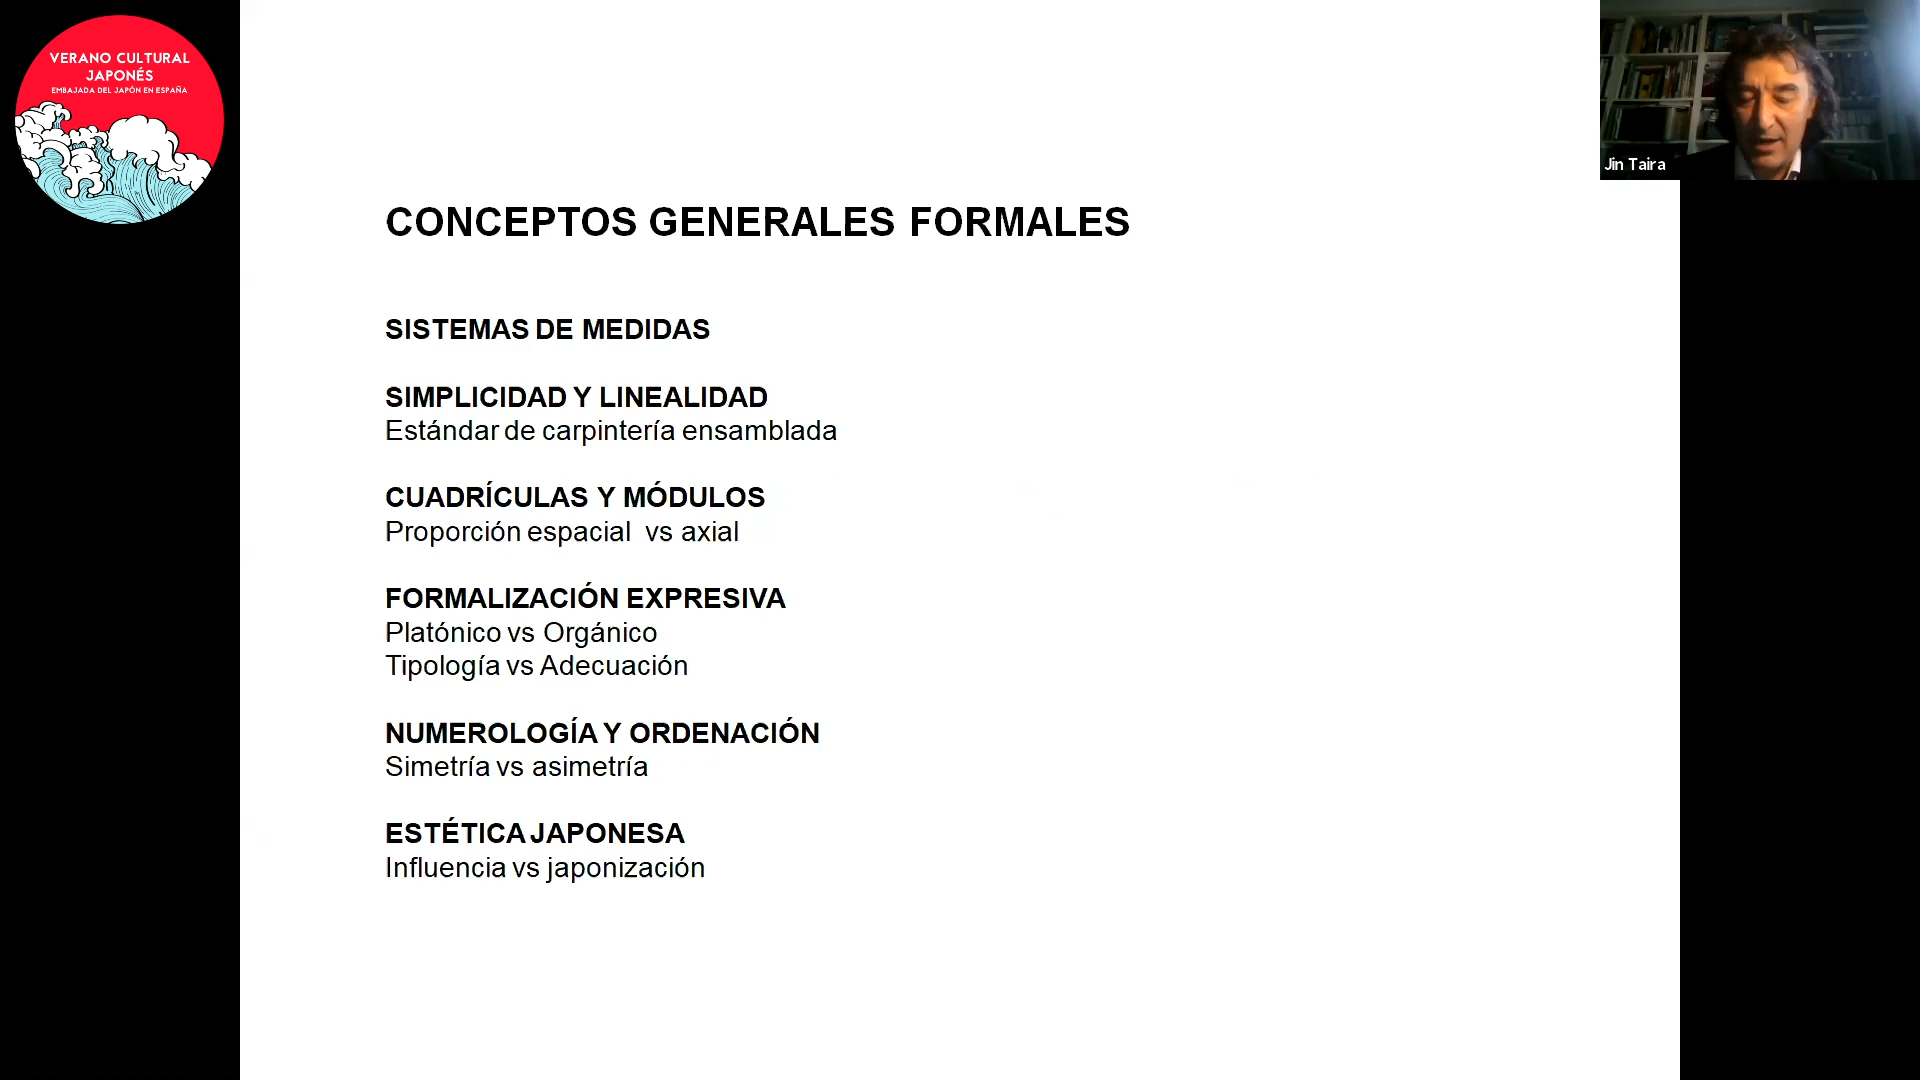 VERANO CULTURAL
JAPONÉS
EMBAJADA DEL JAPÓN EN ESPAÑA
Jin Taira
CONCEPTOS GENERALES FORMALES
SISTEMAS DE MEDIDAS
SIMPLICIDAD Y LINEALIDAD
Estándar de carpintería ensamblada
CUADRÍCULAS Y MÓDULOS
Proporción espacial vs axial
FORMALIZACIÓN EXPRESIVA
Platónico vs Orgánico
Tipología vs Adecuación
NUMEROLOGÍA Y ORDENACIÓN
Simetría vs asimetría
ESTÉTICA JAPONESA
Influencia vs japonización